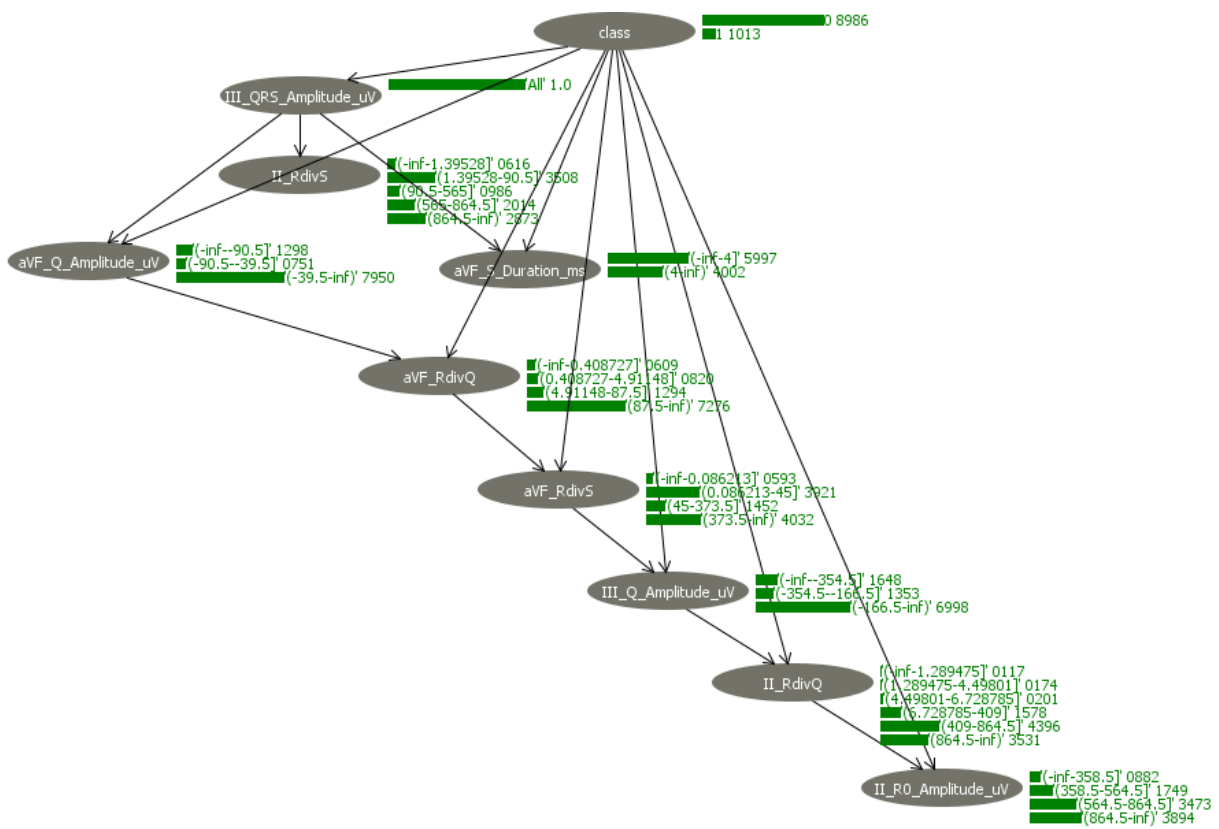 class
0 8986
1 1013
III_QRS_Amplitude_uV
'All' 1.0
II_RdivS
'(-inf-1.39528]' 0616
'(1.39528-90.5]' 3508
'(90.5-565]' 0986
'(565-864.5]' 2014
'(864.5-inf)' 2873
aVF_Q_Amplitude_uV
'(-inf--90.5]' 1298
'(-90.5--39.5]' 0751
'(-39.5-inf)' 7950
aVF_S_Duration_ms
'(-inf-4]' 5997
'(4-inf)' 4002
aVF_RdivQ
'(-inf-0.408727]' 0609
'(0.408727-4.91148]' 0820
'(4.91148-87.5]' 1294
'(87.5-inf)' 7276
aVF_RdivS
'(-inf-0.086213]' 0593
'(0.086213-45]' 3921
'(45-373.5]' 1452
'(373.5-inf)' 4032
III_Q_Amplitude_uV
'(-inf--354.5]' 1648
'(-354.5--166.5]' 1353
'(-166.5-inf)' 6998
II_RdivQ
'(-inf-1.289475]' 0117
'(1.289475-4.49801]' 0174
'(4.49801-6.728785]' 0201
'(6.728785-409]' 1578
'(409-864.5]' 4396
'(864.5-inf)' 3531
II_R0_Amplitude_uV
'(-inf-358.5]' 0882
'(358.5-564.5]' 1749
'(564.5-864.5]' 3473
'(864.5-inf)' 3894